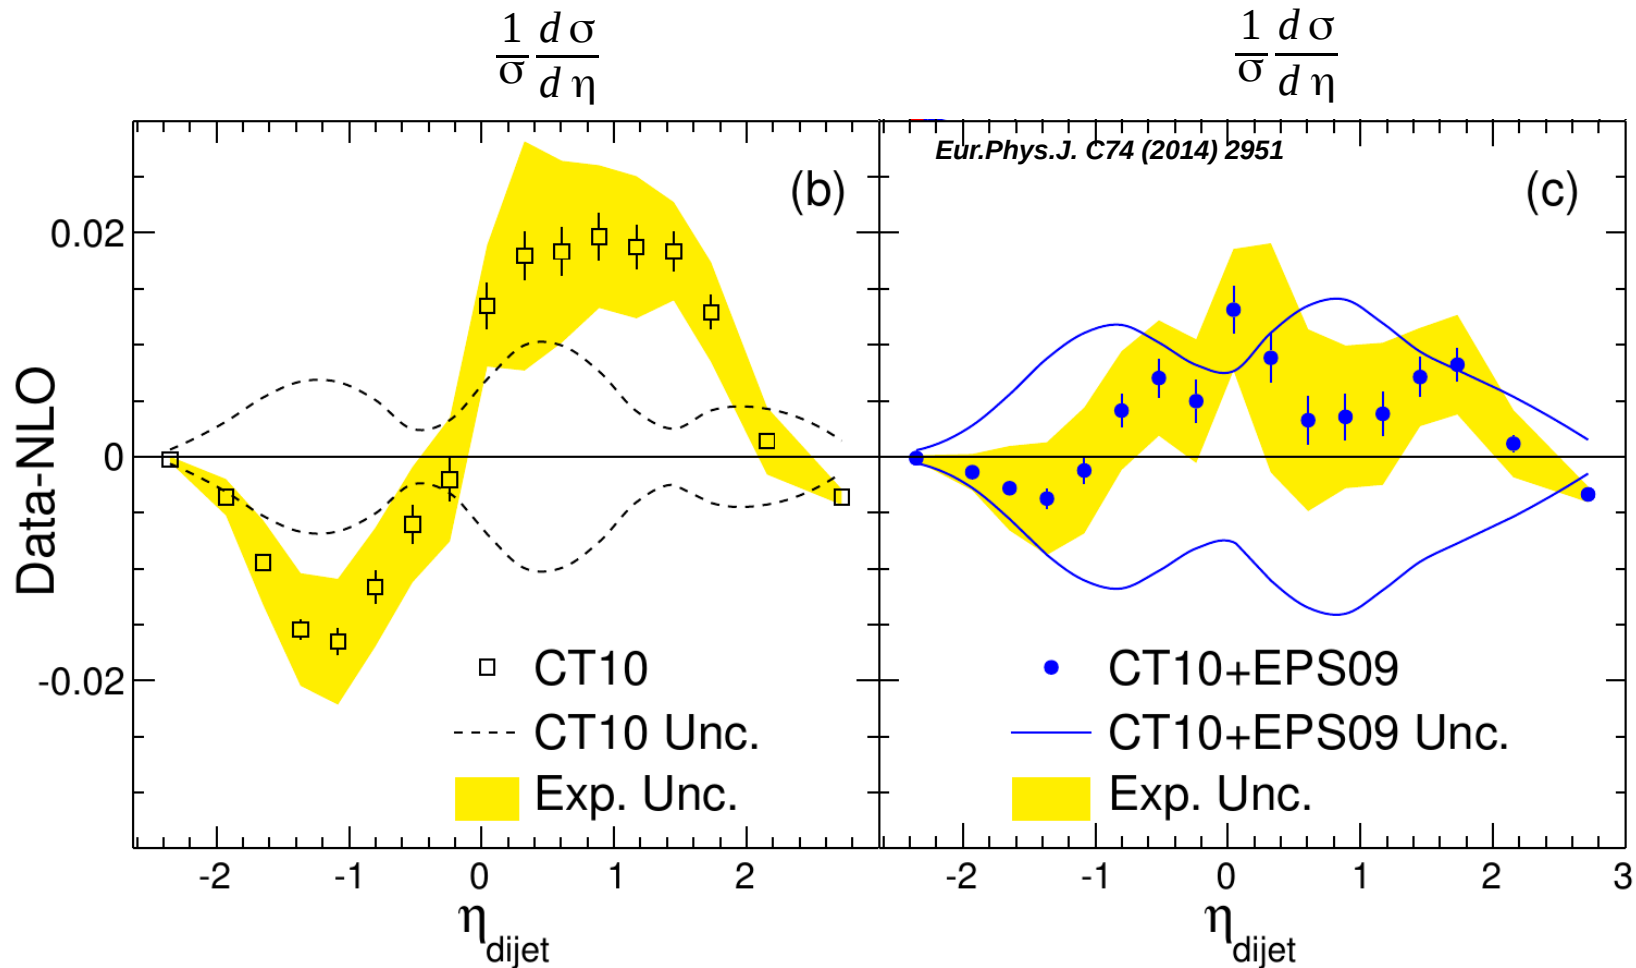 1/σ dσ/dη
1/σ dσ/dη
Eur.Phys.J. C74 (2014) 2951
(b)
(c)
Data-NLO
0.02
0
-0.02
CT10
CT10 Unc.
Exp. Unc.
CT10+EPS09
CT10+EPS09 Unc.
Exp. Unc.
-2 -1 0 1 2
-2 -1 0 1 2 3
η dijet
η dijet